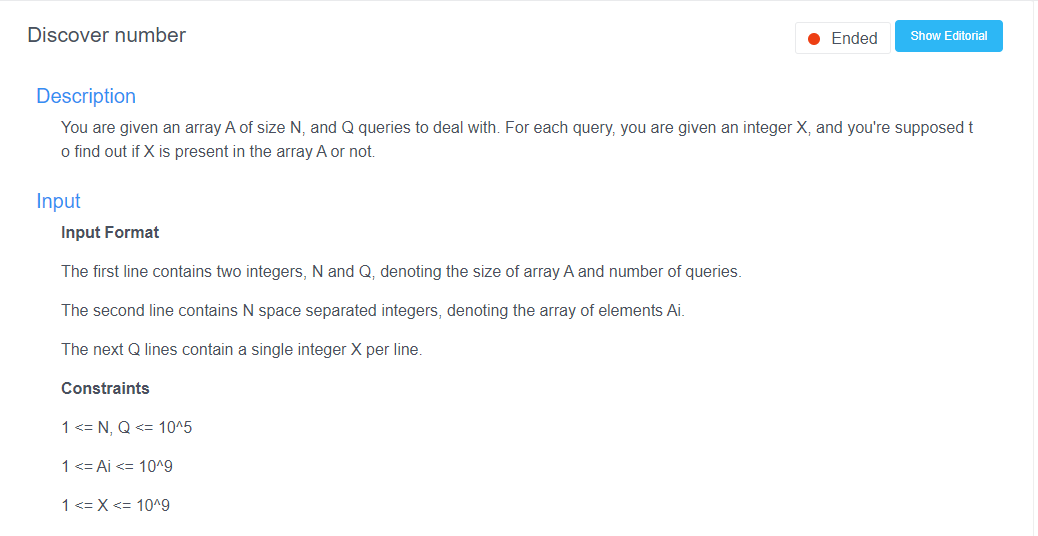 Discover number
Ended
Show Editorial
Description
You are given an array A of size N, and Q queries to deal with. For each query, you are given an integer X, and you're supposed t
o find out if X is present in the array A or not.
Input
Input Format
The first line contains two integers, N and Q, denoting the size of array A and number of queries.
The second line contains N space separated integers, denoting the array of elements Ai.
The next Q lines contain a single integer X per line.
Constraints
1 <= N, Q <= 10^5
1 <= Ai <= 10^9
1 <= X <= 10^9